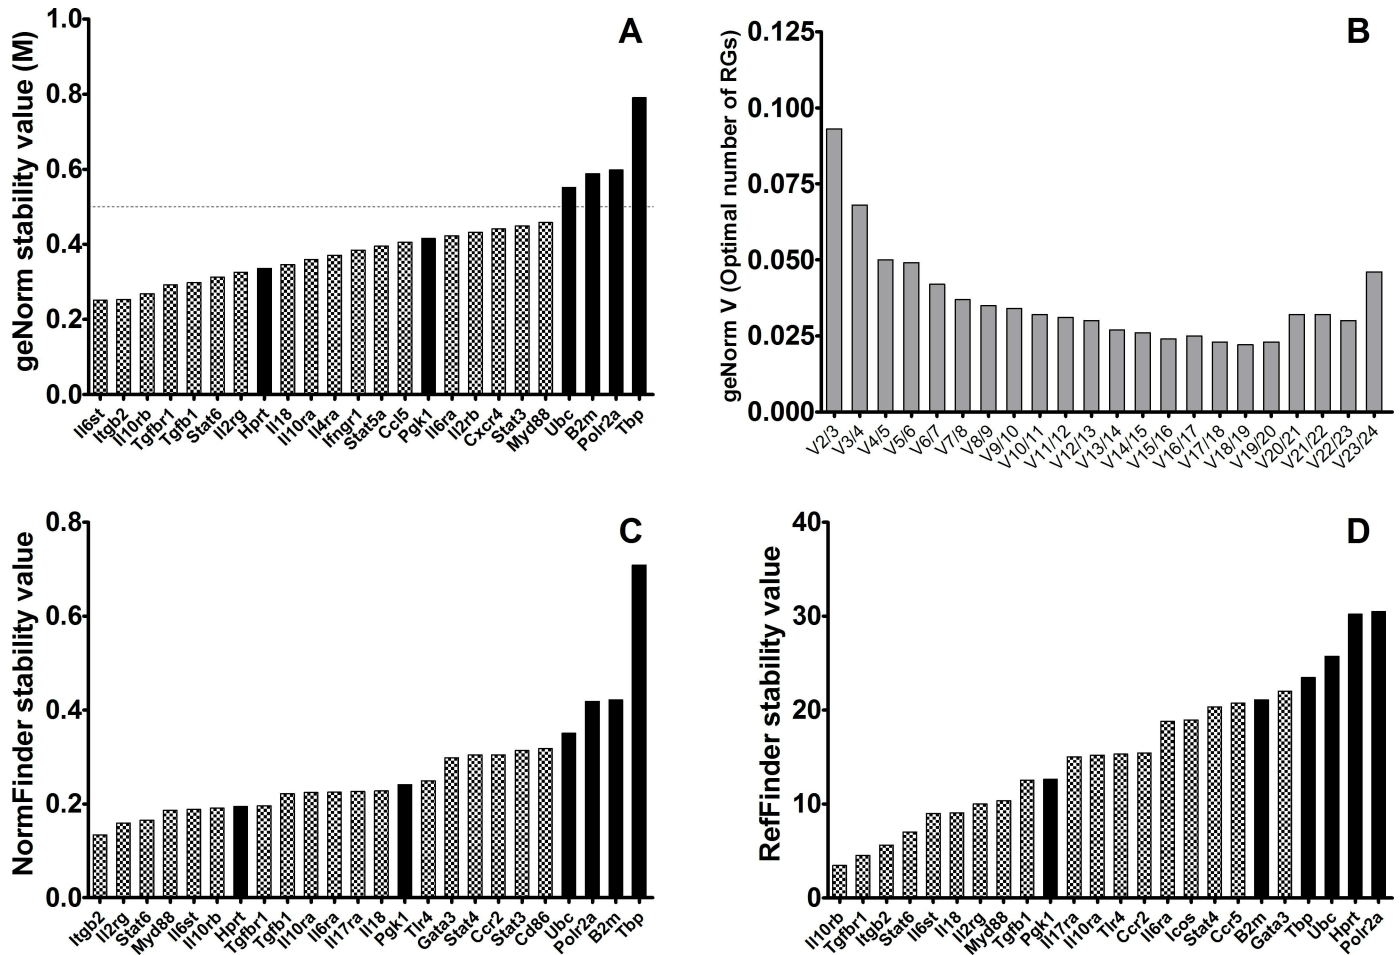 A
geNorm stability value (M)
1.0
0.8
0.6
0.4
0.2
0.0
Il6st
Itgb2
Il10rb
Tgfbr1
Tgfb1
Stat6
Il2rg
Hprt
Il18
Il10ra
Il4ra
Ifngr1
Stat5a
Ccl5
Pgk1
Il6ra
Il2rb
Cxcr4
Stat3
Myd88
Ubc
B2m
Polr2a
Tbp
B
geNorm V (Optimal number of RGs)
0.125
0.100
0.075
0.050
0.025
0.000
V2/3
V3/4
V4/5
V5/6
V6/7
V7/8
V8/9
V9/10
V10/11
V11/12
V12/13
V13/14
V14/15
V15/16
V16/17
V17/18
V18/19
V19/20
V20/21
V21/22
V22/23
V23/24
C
NormFinder stability value
0.8
0.6
0.4
0.2
0.0
Itgb2
Il2rg
Stat6
Myd88
Il6st
Il10rb
Hprt
Tgfbr1
Tgfb1
Il10ra
Il6ra
Il17ra
Il18
Pgk1
Tlr4
Gata3
Stat4
Ccr2
Stat3
Cd86
Ubc
Polr2a
B2m
Tbp
D
RefFinder stability value
40
30
20
10
0
Il10rb
Tgfbr1
Itgb2
Stat6
Il6st
Il18
Il2rg
Myd88
Tgfb1
Pgk1
Il17ra
Il10ra
Tlr4
Ccr2
Il6ra
Icos
Stat4
Ccr5
B2m
Gata3
Tbp
Ubc
Hprt
Polr2a